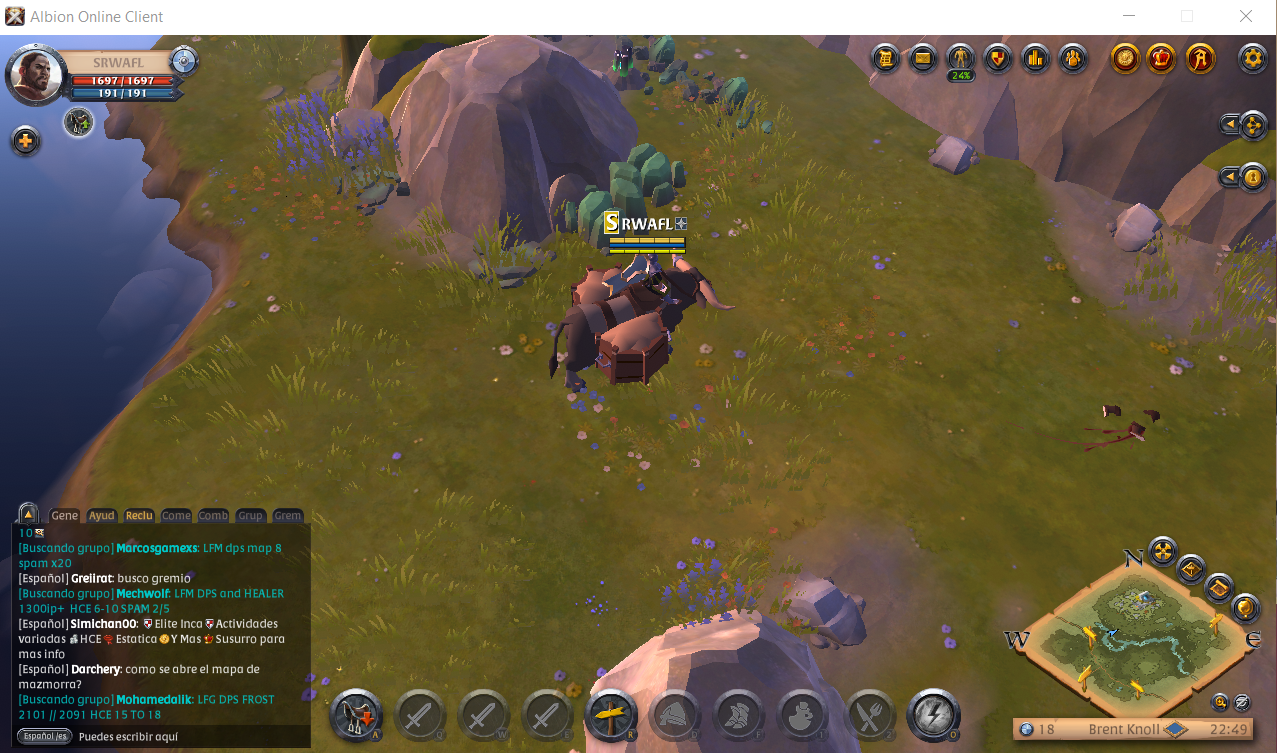 Albion Online Client
SRWAFL
1697 / 1697
191 / 191
24%
SRWAFL
Gene Ayud Reclu Come Comb Grup Grem
10
[Buscando grupo] Marcosgamexs: LFM dps map 8
spam x20
[Español] Grelirat: busco gremio
[Buscando grupo] Mechwolf: LFM DPS and HEALER
1300ip+ HCE 6-10 SPAM 2/5
[Español] Simichan00: Elite Inca Actividades
variadas HCE Estatica Y Mas Susurro para
mas info
[Español] Darchery: como se abre el mapa de
mazmorra?
[Buscando grupo] Mohamedalik: LFG DPS FROST
2101 // 2091 HCE 15 TO 18
Español /es Puedes escribir aquí
A Q W E R D F 1 2 O
N
W E
18 Brent Knoll 22:49